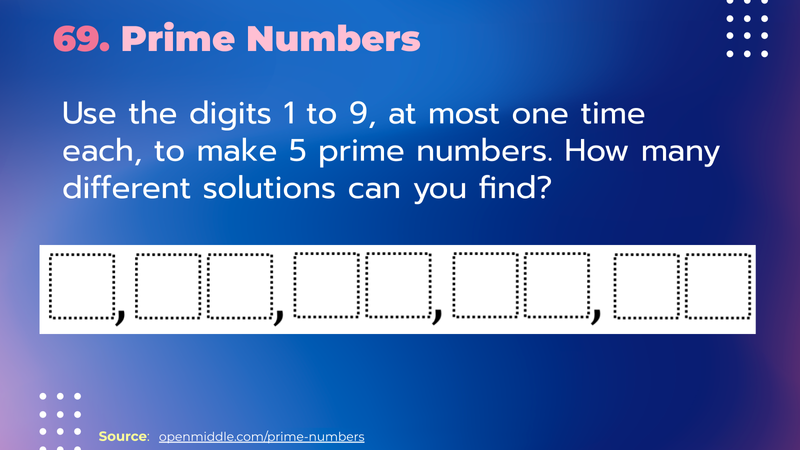 69. Prime Numbers
Use the digits 1 to 9, at most one time
each, to make 5 prime numbers. How many
different solutions can you find?
, , , ,
Source: openmiddle.com/prime-numbers